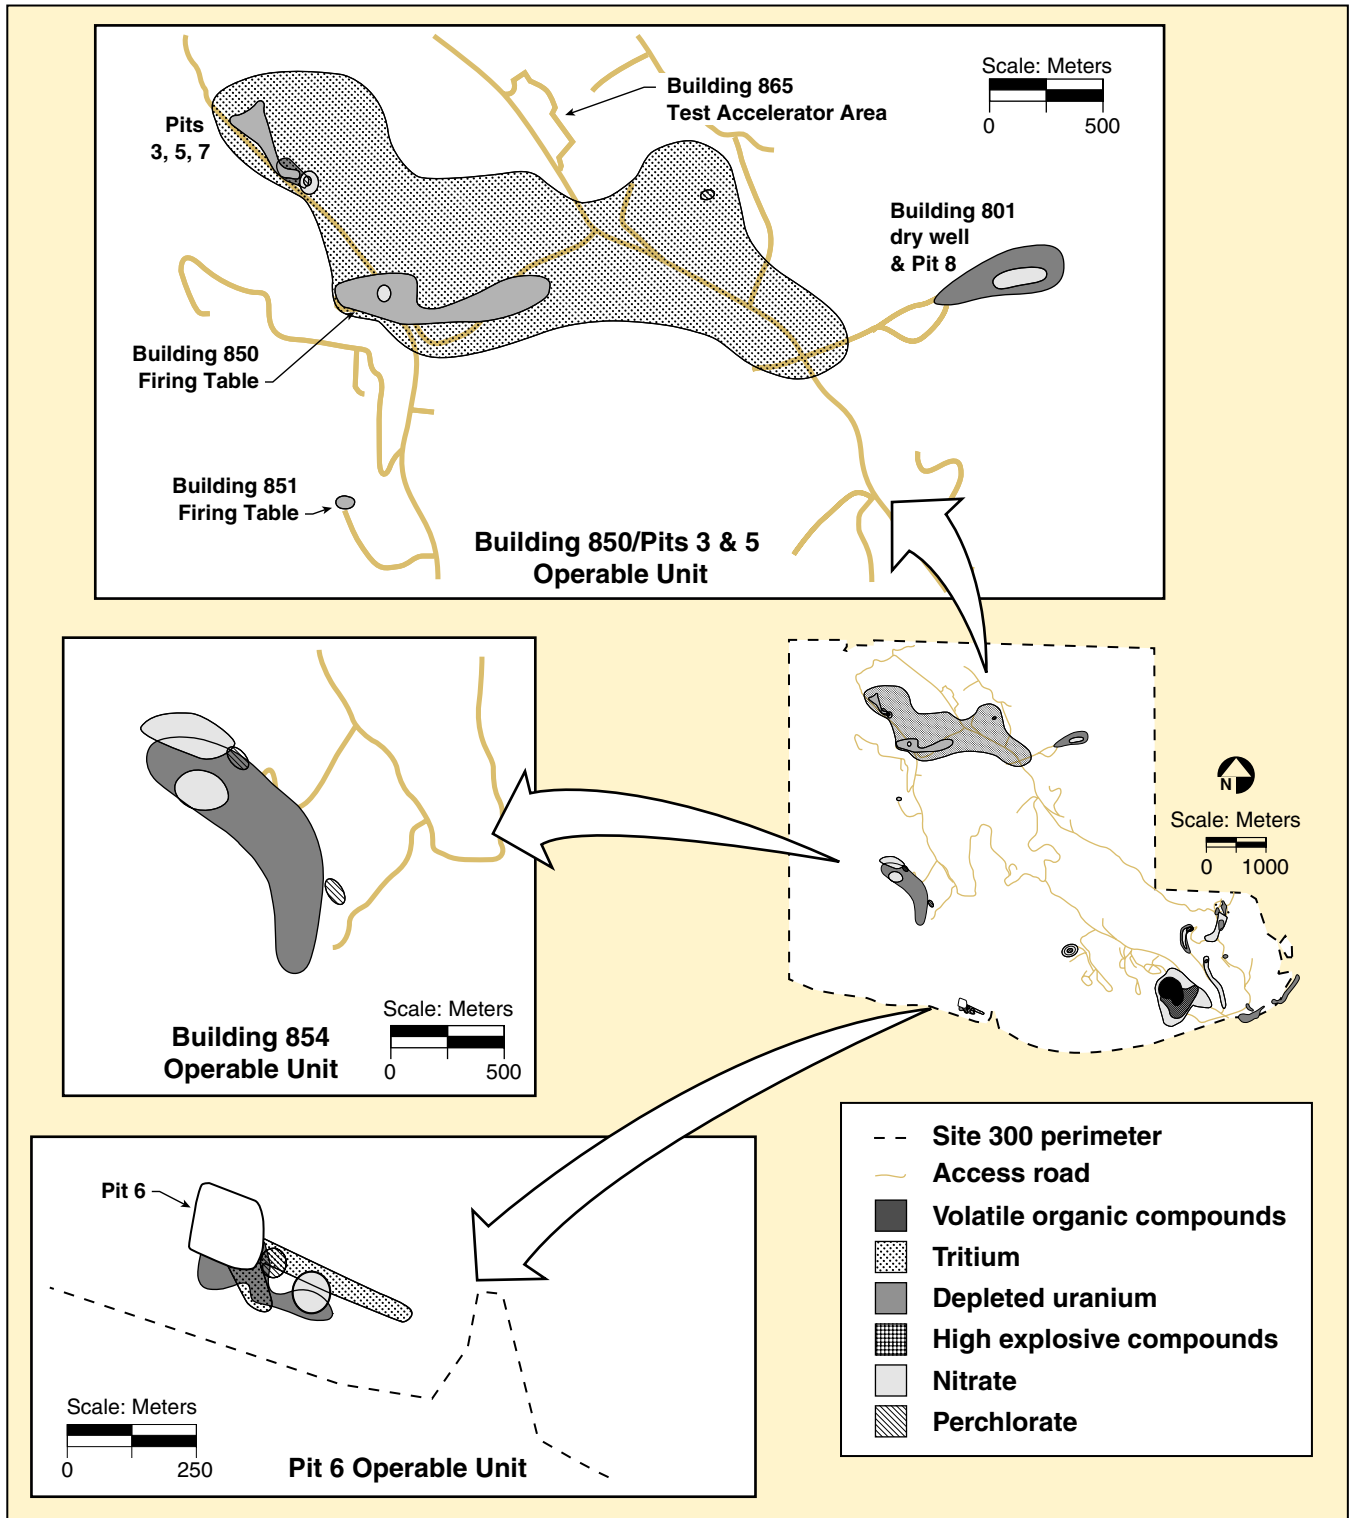 Building 865
Test Accelerator Area
Scale: Meters
0 500
Pits
3, 5, 7
Building 801
dry well
& Pit 8
Building 850
Firing Table
Building 851
Firing Table
Building 850/Pits 3 & 5
Operable Unit
N
Scale: Meters
0 1000
Scale: Meters
0 500
Building 854
Operable Unit
Pit 6
Scale: Meters
0 250
Pit 6 Operable Unit
Site 300 perimeter
Access road
Volatile organic compounds
Tritium
Depleted uranium
High explosive compounds
Nitrate
Perchlorate